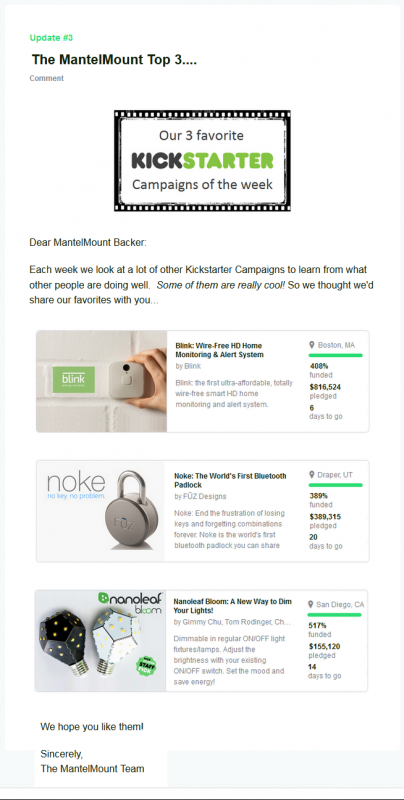 Update #3
The MantelMount Top 3....
Comment
Our 3 favorite
KICKSTARTER
Campaigns of the week
Dear MantelMount Backer:
Each week we look at a lot of other Kickstarter Campaigns to learn from what
other people are doing well. Some of them are really cool! So we thought we'd
share our favorites with you...
blink
Blink: Wire-Free HD Home
Monitoring & Alert System
by Blink
Blink: the first ultra-affordable, totally
wire-free smart HD home
monitoring and alert system.
Boston, MA
408%
funded
$816,524
pledged
6
days to go
noke
no key. no problem.
FŪZ
Noke: The World's First Bluetooth
Padlock
by FŪZ Designs
Noke: End the frustration of losing
keys and forgetting combinations
forever. Noke is the world's first
bluetooth padlock you can share
Draper, UT
389%
funded
$389,315
pledged
20
days to go
nanoleaf
bloom
STAFF
Nanoleaf Bloom: A New Way to Dim
Your Lights!
by Gimmy Chu, Tom Rodinger, Ch...
Dimmable in regular ON/OFF light
fixtures/lamps. Adjust the
brightness with your existing
ON/OFF switch. Set the mood and
save energy!
San Diego, CA
517%
funded
$155,120
pledged
14
days to go
We hope you like them!
Sincerely,
The MantelMount Team